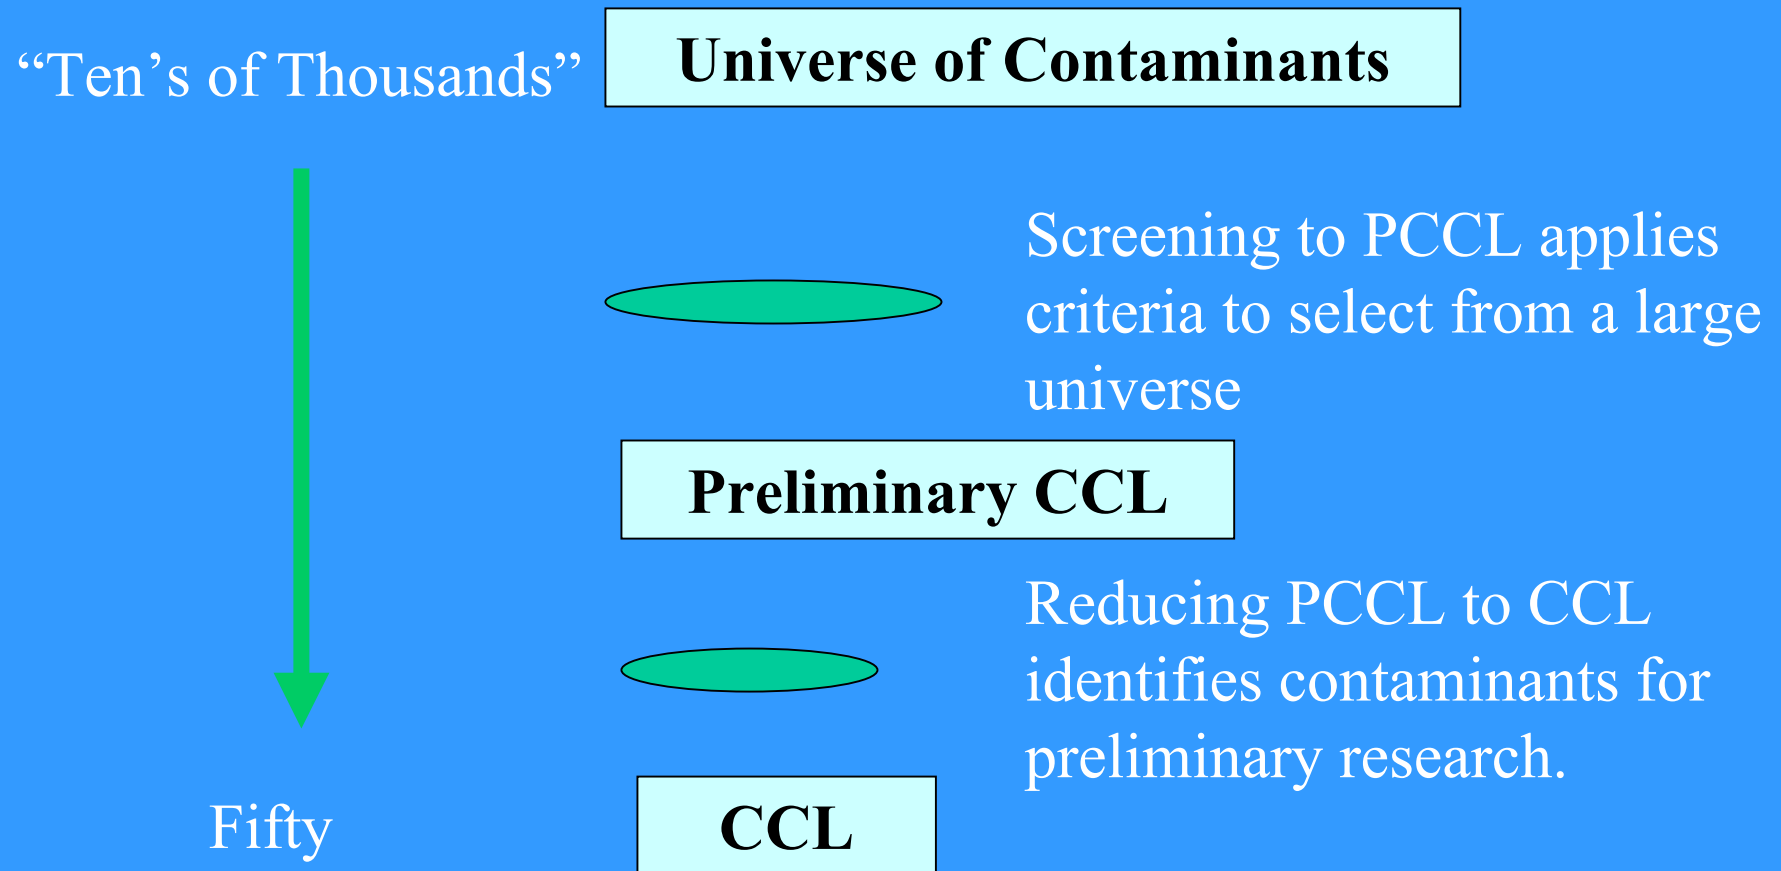 “Ten’s of Thousands”
Universe of Contaminants
Screening to PCCL applies
criteria to select from a large
universe
Preliminary CCL
Reducing PCCL to CCL
identifies contaminants for
preliminary research.
Fifty
CCL